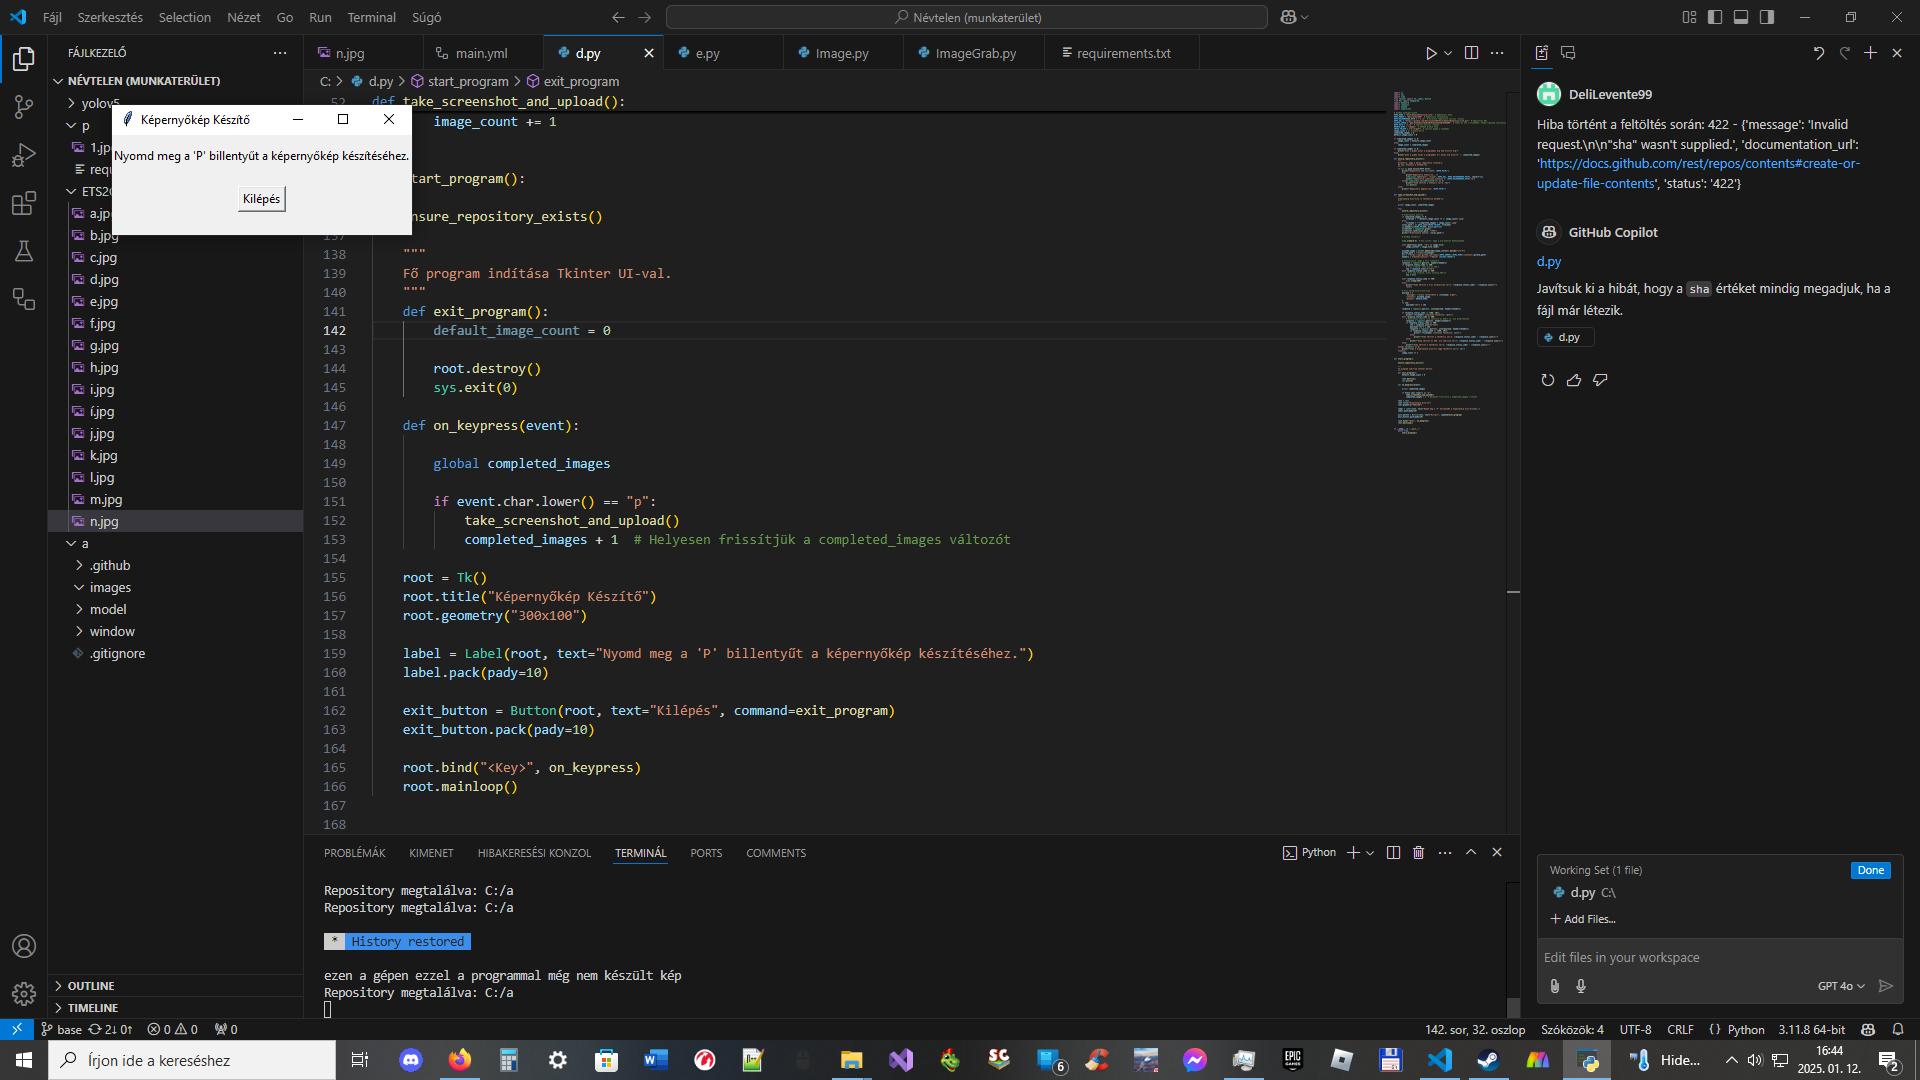 Fájl Szerkesztés Selection Nézet Go Run Terminal Súgó
Névtelen (munkaterület)
FÁJLKEZELŐ
NÉVTELEN (MUNKATERÜLET)
yolov5
p
ETS2
a.jpg
b.jpg
c.jpg
d.jpg
e.jpg
f.jpg
g.jpg
h.jpg
i.jpg
í.jpg
j.jpg
k.jpg
l.jpg
m.jpg
n.jpg
a
.github
images
model
window
.gitignore
OUTLINE
TIMELINE
Képernyőkép Készítő
Nyomd meg a 'P' billentyűt a képernyőkép készítéséhez.
Kilépés
n.jpg main.yml d.py e.py Image.py ImageGrab.py requirements.txt
C: > d.py > start_program > exit_program
52 def take_screenshot_and_upload():
image_count += 1
start_program():
ensure_repository_exists()
137
138 """
139 Fő program indítása Tkinter UI-val.
140 """
141 def exit_program():
142 default_image_count = 0
143
144 root.destroy()
145 sys.exit(0)
146
147 def on_keypress(event):
148
149 global completed_images
150
151 if event.char.lower() == "p":
152 take_screenshot_and_upload()
153 completed_images + 1 # Helyesen frissítjük a completed_images változót
154
155 root = Tk()
156 root.title("Képernyőkép Készítő")
157 root.geometry("300x100")
158
159 label = Label(root, text="Nyomd meg a 'P' billentyűt a képernyőkép készítéséhez.")
160 label.pack(pady=10)
161
162 exit_button = Button(root, text="Kilépés", command=exit_program)
163 exit_button.pack(pady=10)
164
165 root.bind("<Key>", on_keypress)
166 root.mainloop()
167
168
PROBLÉMÁK KIMENET HIBAKERESÉSI KONZOL TERMINÁL PORTS COMMENTS
Python
Repository megtalálva: C:/a
Repository megtalálva: C:/a
* History restored
ezen a gépen ezzel a programmal még nem készült kép
Repository megtalálva: C:/a
DeliLevente99
Hiba történt a feltöltés során: 422 - {'message': 'Invalid
request.\n\n"sha" wasn't supplied.', 'documentation_url':
'https://docs.github.com/rest/repos/contents#create-or-
update-file-contents', 'status': '422'}
GitHub Copilot
d.py
Javítsuk ki a hibát, hogy a sha értéket mindig megadjuk, ha a
fájl már létezik.
d.py
Working Set (1 file)
Done
d.py C:\
+ Add Files...
Edit files in your workspace
GPT 4o
base 2↓ 0↑ 0 0 0
142. sor, 32. oszlop Szóközök: 4 UTF-8 CRLF {} Python 3.11.8 64-bit
Írjon ide a kereséshez
6
EPIC
GAMES
Hide...
16:44
2025. 01. 12.
2